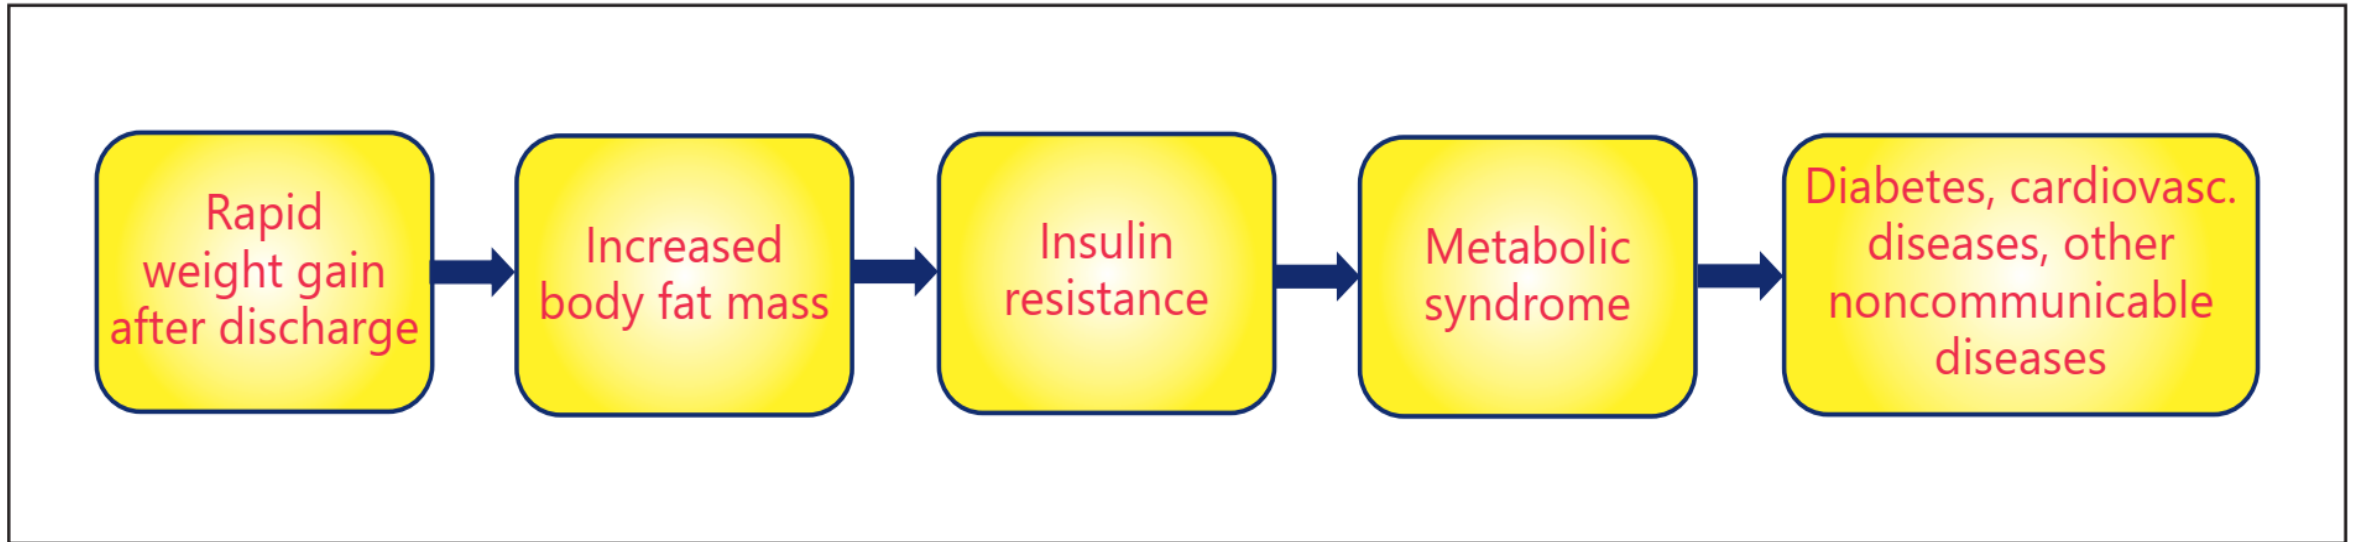 Rapid
weight gain
after discharge
Increased
body fat mass
Insulin
resistance
Metabolic
syndrome
Diabetes, cardiovasc.
diseases, other
noncommunicable
diseases